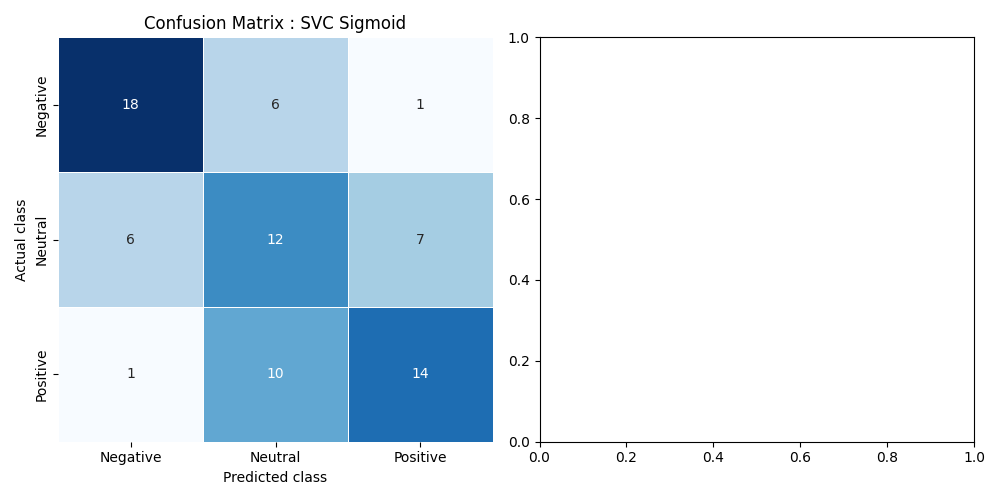 Confusion Matrix : SVC Sigmoid
Actual class
Negative
18 6 1
Neutral
6 12 7
Positive
1 10 14
Negative Neutral Positive
Predicted class
1.0
0.8
0.6
0.4
0.2
0.0
0.0 0.2 0.4 0.6 0.8 1.0